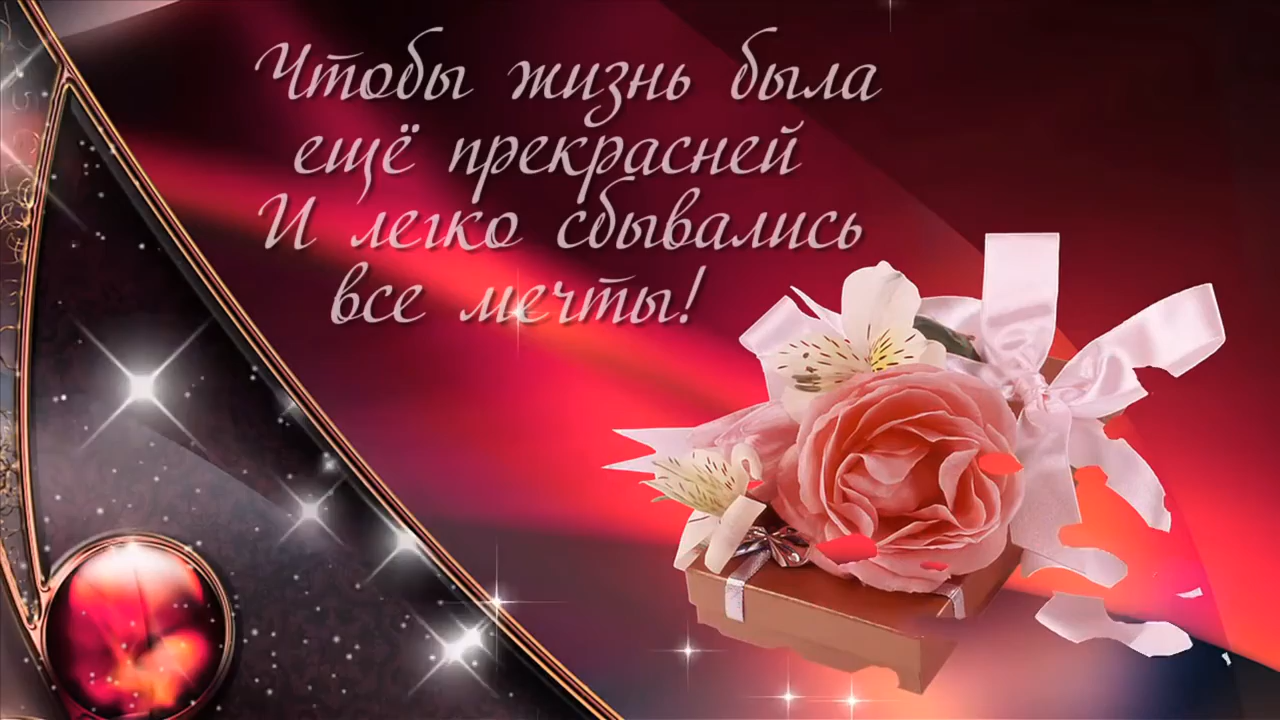 Чтобы жизнь была
ещё прекрасней
И легко сбывались
все мечты!